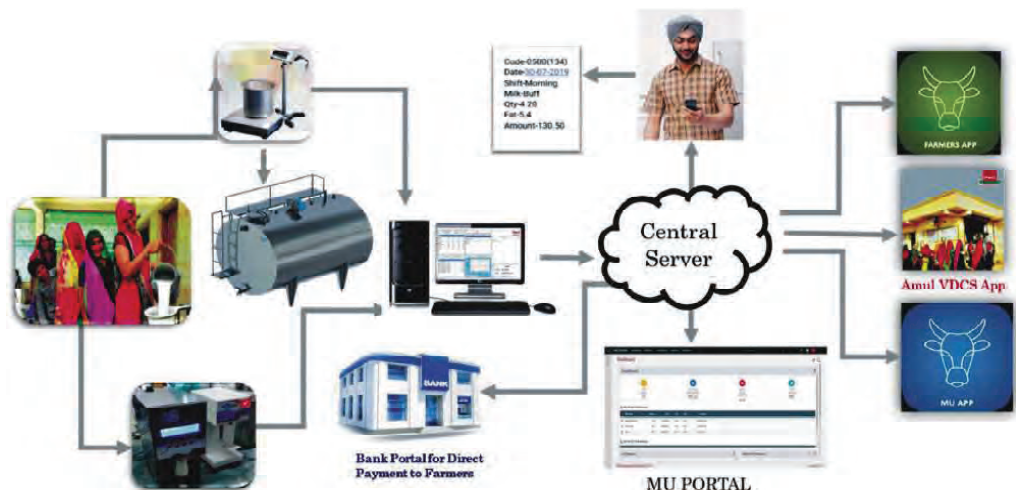 Code-0500(134)
Date-30-07-2019
Shift-Morning
Milk-Buff
Qty-4.20
Fat-5.4
Amount-130.50
FARMERS APP
Central
Server
Amul VDCS App
BANK
MU APP
Bank Portal for Direct
Payment to Farmers
MU PORTAL